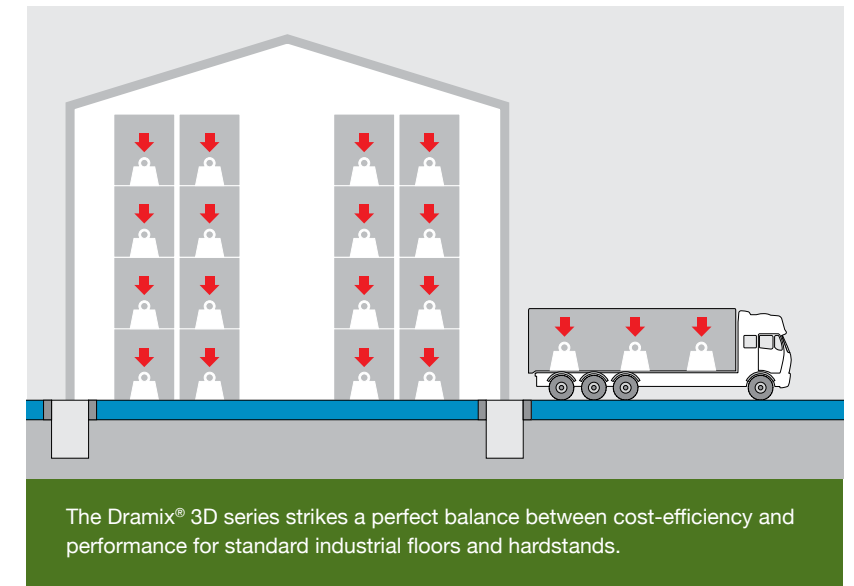 The Dramix® 3D series strikes a perfect balance between cost-efficiency and
performance for standard industrial floors and hardstands.